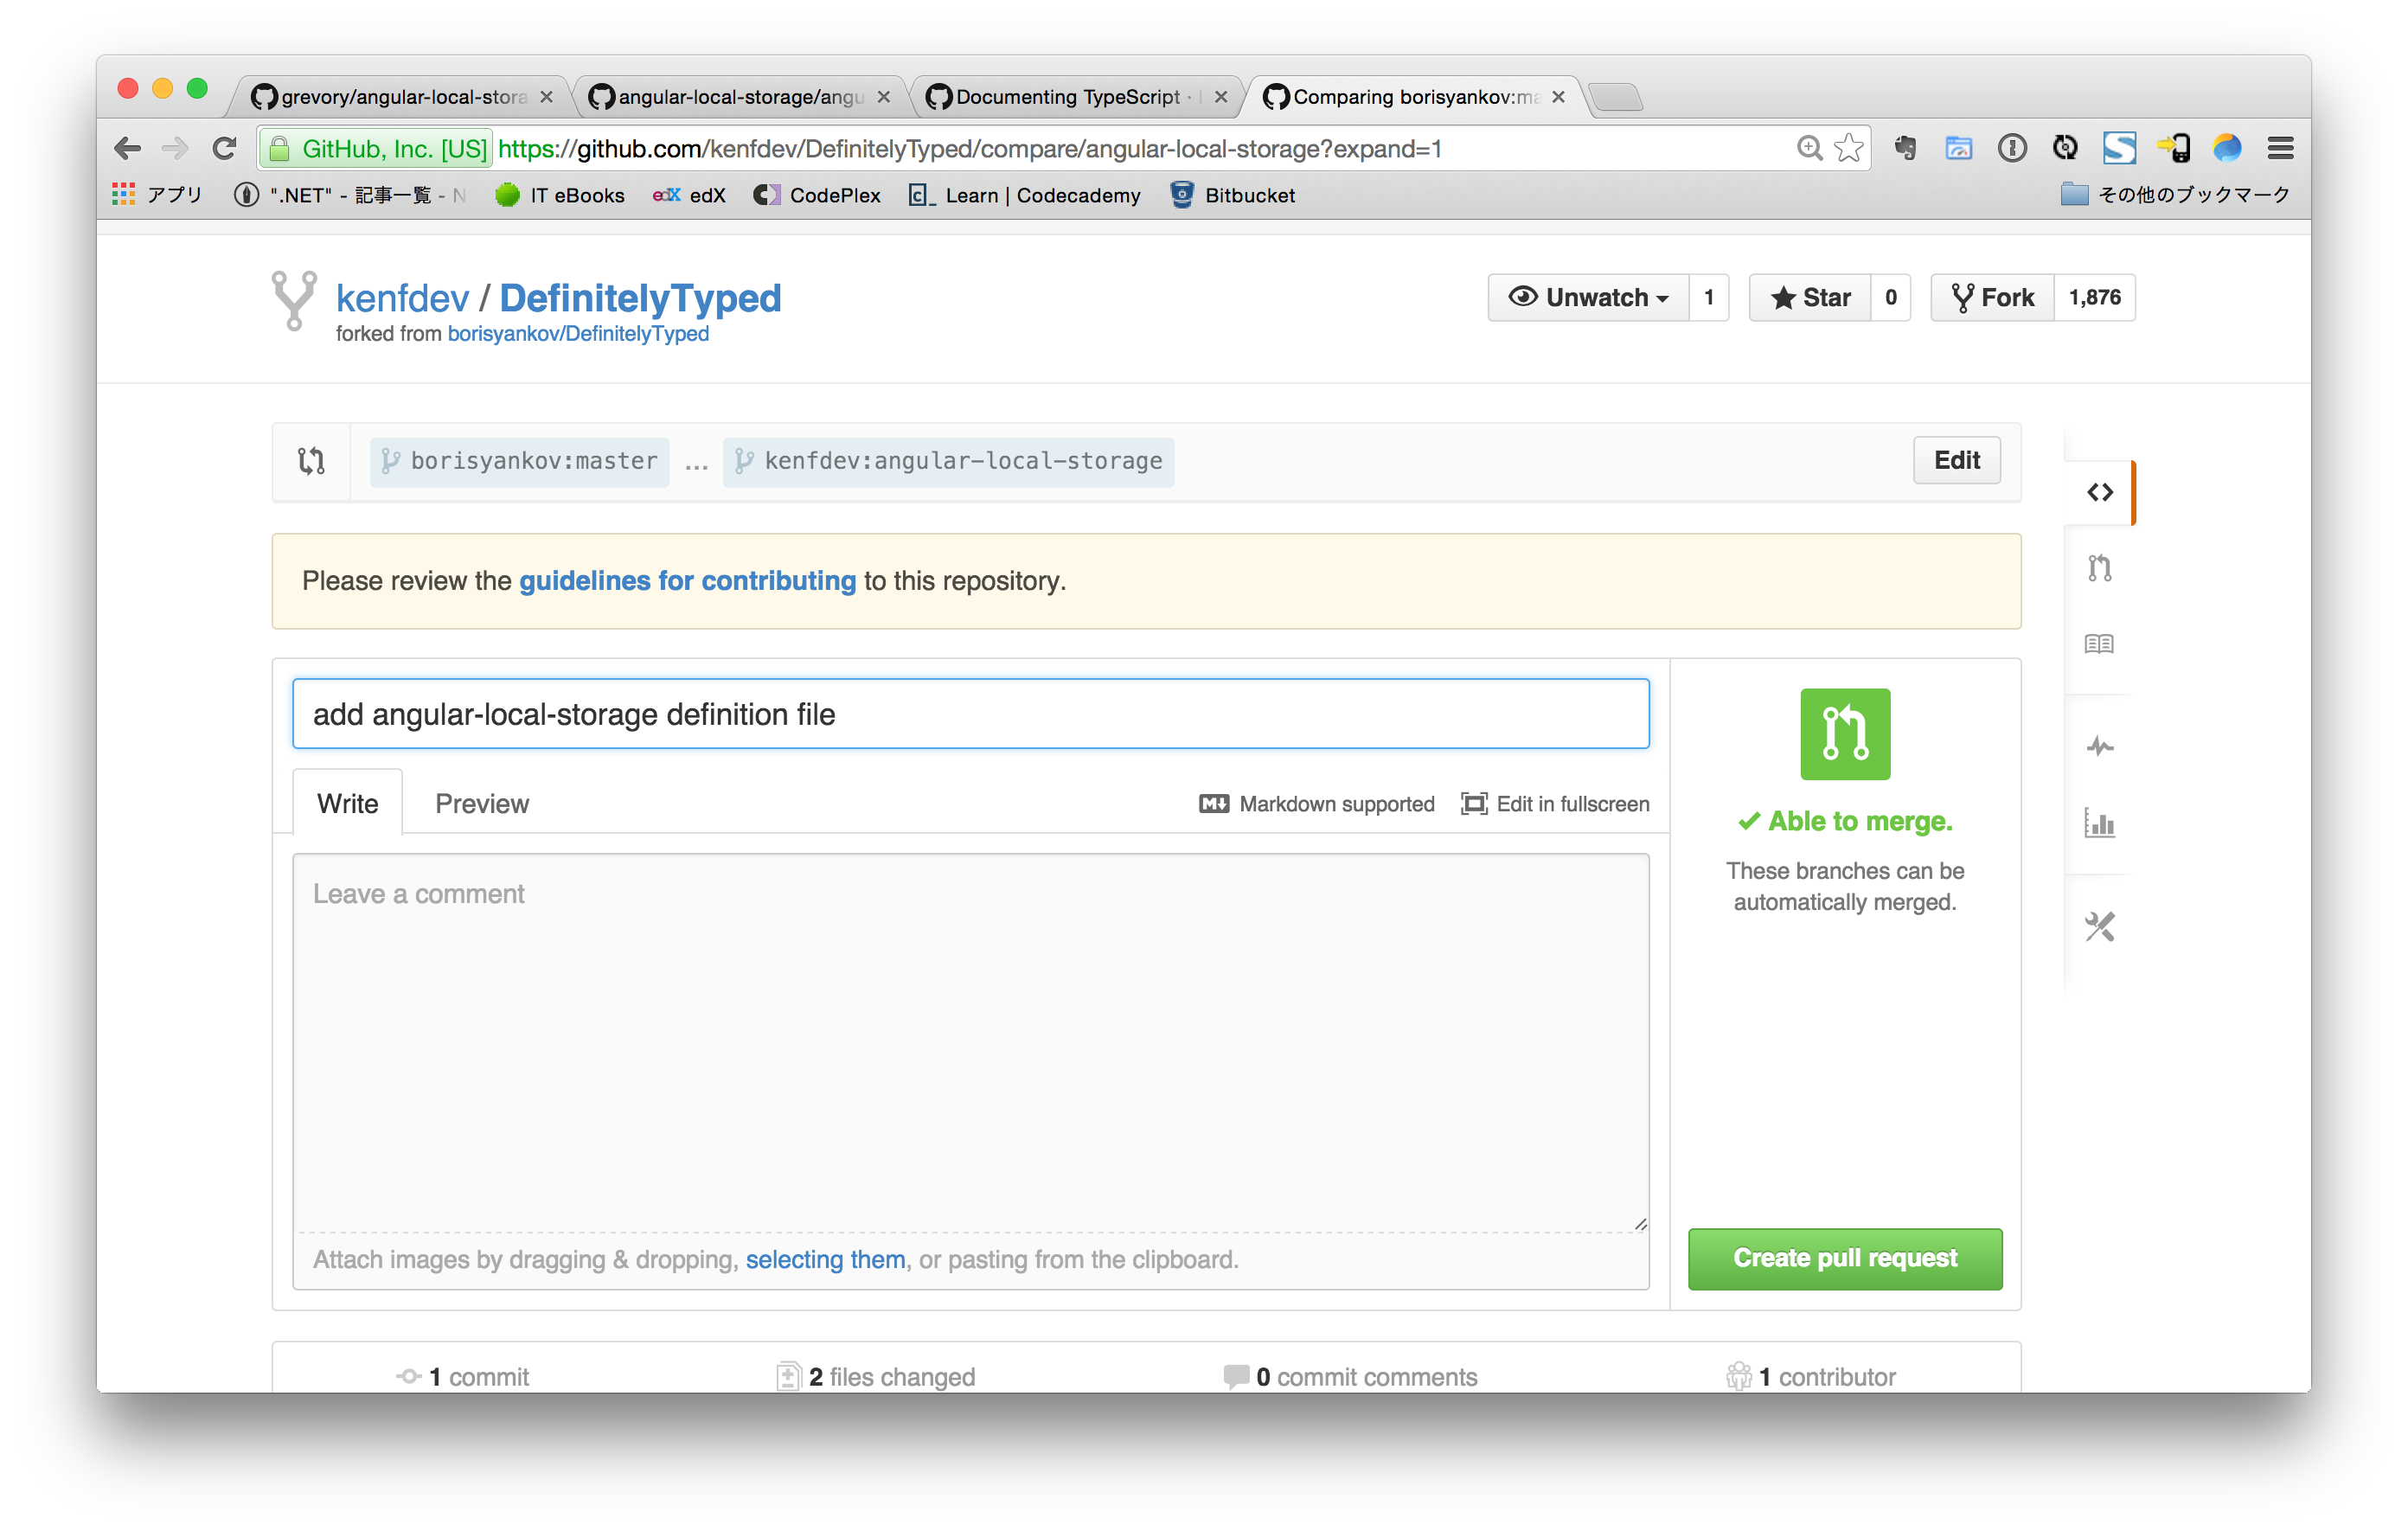 grevory/angular-local-stora
angular-local-storage/angu
Documenting TypeScript ·
Comparing borisyankov:ma
GitHub, Inc. [US] https://github.com/kenfdev/DefinitelyTyped/compare/angular-local-storage?expand=1
アプリ ".NET" - 記事一覧 - N IT eBooks edX edX CodePlex Learn | Codecademy Bitbucket その他のブックマーク
kenfdev / DefinitelyTyped
Unwatch 1 Star 0 Fork 1,876
forked from borisyankov/DefinitelyTyped
borisyankov:master ... kenfdev:angular-local-storage Edit
Please review the guidelines for contributing to this repository.
add angular-local-storage definition file
Write Preview Markdown supported Edit in fullscreen
Able to merge.
These branches can be
automatically merged.
Leave a comment
Attach images by dragging & dropping, selecting them, or pasting from the clipboard.
Create pull request
1 commit 2 files changed 0 commit comments 1 contributor